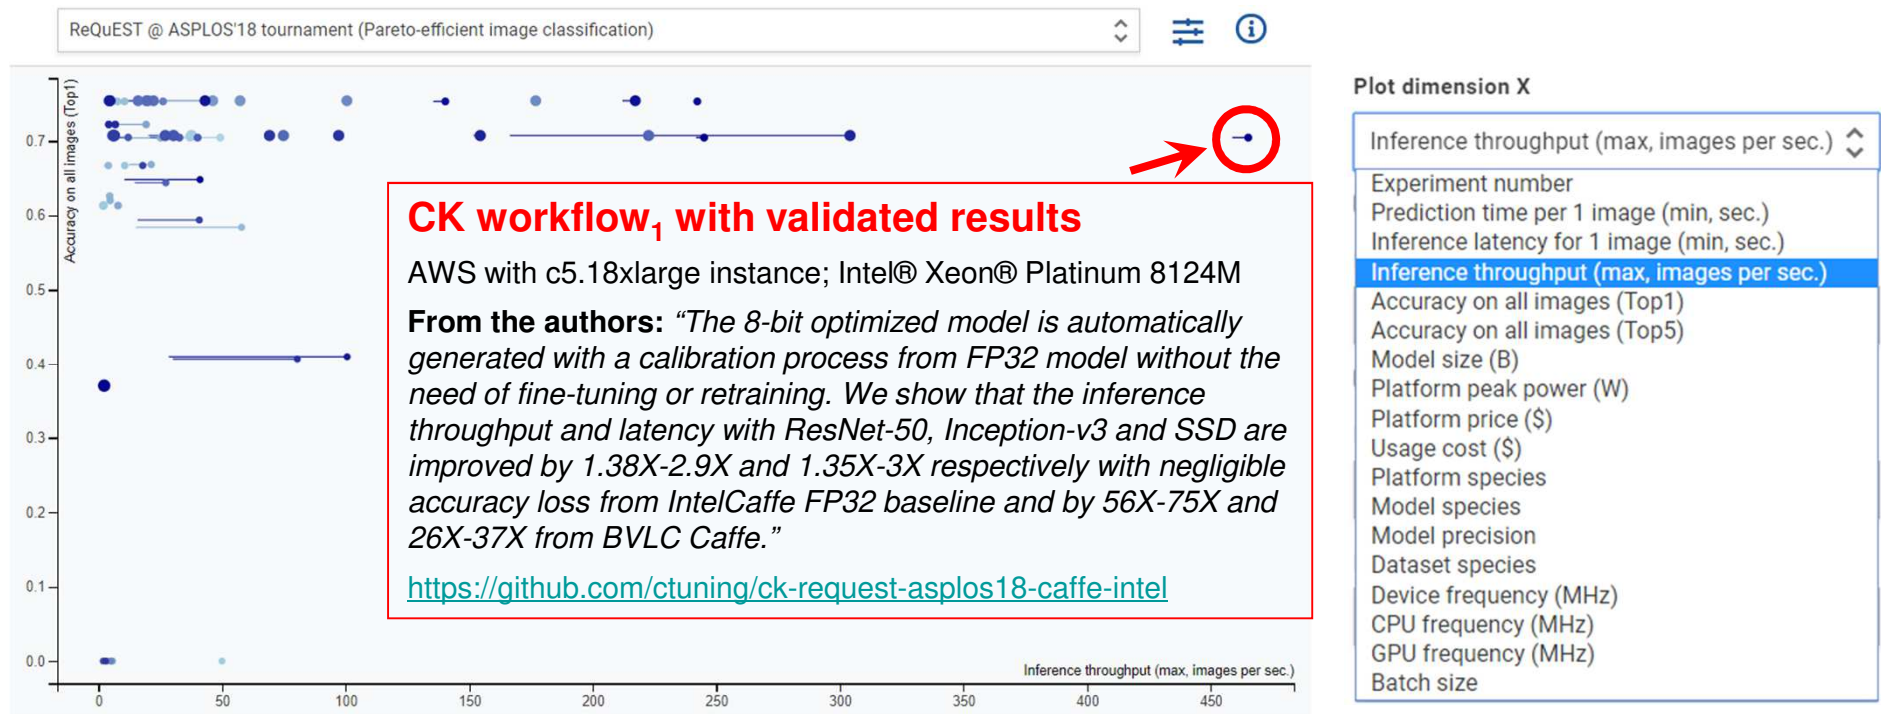 ReQuEST @ ASPLOS'18 tournament (Pareto-efficient image classification)
Accuracy on all images (Top1)
0.7
0.6
0.5
0.4
0.3
0.2
0.1
0.0
CK workflow1 with validated results
AWS with c5.18xlarge instance; Intel® Xeon® Platinum 8124M
From the authors: “The 8-bit optimized model is automatically
generated with a calibration process from FP32 model without the
need of fine-tuning or retraining. We show that the inference
throughput and latency with ResNet-50, Inception-v3 and SSD are
improved by 1.38X-2.9X and 1.35X-3X respectively with negligible
accuracy loss from IntelCaffe FP32 baseline and by 56X-75X and
26X-37X from BVLC Caffe.”
https://github.com/ctuning/ck-request-asplos18-caffe-intel
Inference throughput (max, images per sec.)
0 50 100 150 200 250 300 350 400 450
Plot dimension X
Inference throughput (max, images per sec.)
Experiment number
Prediction time per 1 image (min, sec.)
Inference latency for 1 image (min, sec.)
Inference throughput (max, images per sec.)
Accuracy on all images (Top1)
Accuracy on all images (Top5)
Model size (B)
Platform peak power (W)
Platform price ($)
Usage cost ($)
Platform species
Model species
Model precision
Dataset species
Device frequency (MHz)
CPU frequency (MHz)
GPU frequency (MHz)
Batch size